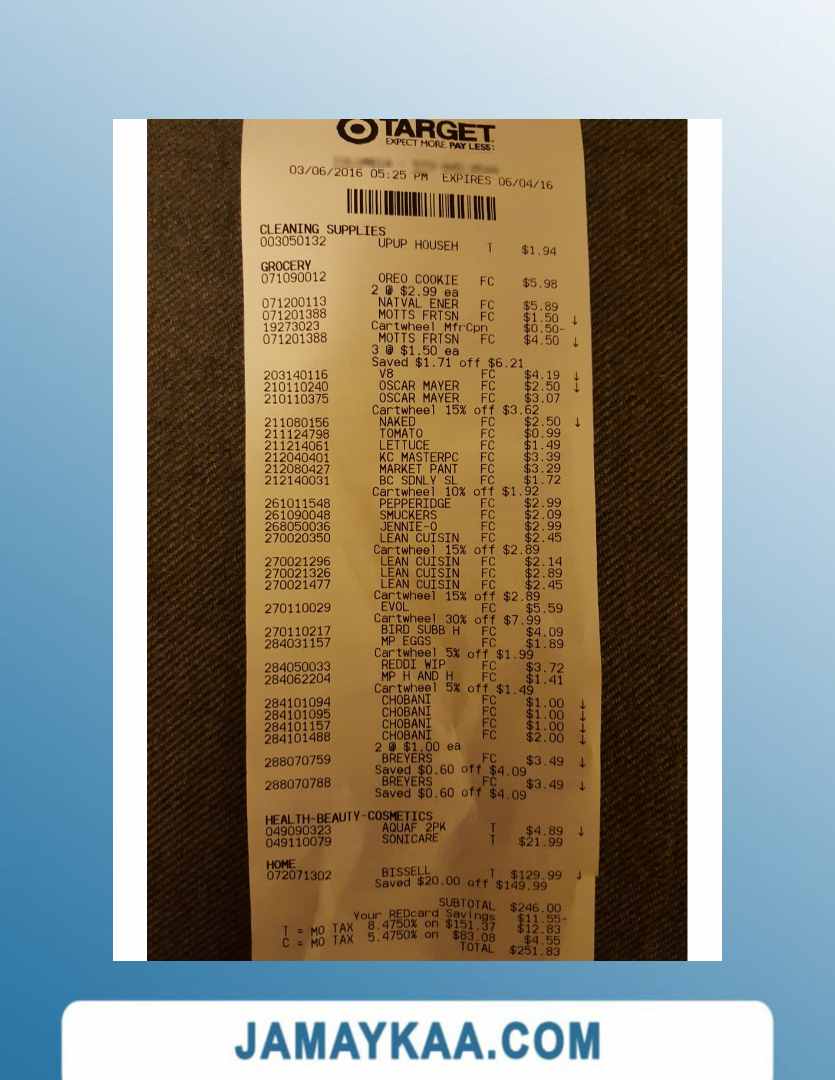 TARGET
EXPECT MORE. PAY LESS.
03/06/2016 05:25 PM EXPIRES 06/04/16
CLEANING SUPPLIES
003050132 UPUP HOUSEH T $1.94
GROCERY
071090012 OREO COOKIE FC $5.98
2 @ $2.99 ea
071200113 NATVAL ENER FC $5.89
071201388 MOTTS FRTSN FC $1.50 ↓
19273023 Cartwheel MfrCpn $0.50-
071201388 MOTTS FRTSN FC $4.50 ↓
3 @ $1.50 ea
Saved $1.71 off $6.21
203140116 V8 FC $4.19 ↓
210110240 OSCAR MAYER FC $2.50 ↓
210110375 OSCAR MAYER FC $3.07
Cartwheel 15% off $3.62
211080156 NAKED FC $2.50 ↓
211124798 TOMATO FC $0.99
211214061 LETTUCE FC $1.49
212040401 KC MASTERPC FC $3.39
212080427 MARKET PANT FC $3.29
212140031 BC SDNLY SL FC $1.72
Cartwheel 10% off $1.92
261011548 PEPPERIDGE FC $2.99
261090048 SMUCKERS FC $2.09
268050036 JENNIE-O FC $2.99
270020350 LEAN CUISIN FC $2.45
Cartwheel 15% off $2.89
270021296 LEAN CUISIN FC $2.14
270021326 LEAN CUISIN FC $2.89
270021477 LEAN CUISIN FC $2.45
Cartwheel 15% off $2.89
270110029 EVOL FC $5.59
Cartwheel 30% off $7.99
270110217 BIRD SUBB H FC $4.09
284031157 MP EGGS FC $1.89
Cartwheel 5% off $1.99
284050033 REDDI WIP FC $3.72
284062204 MP H AND H FC $1.41
Cartwheel 5% off $1.49
284101094 CHOBANI FC $1.00 ↓
284101095 CHOBANI FC $1.00 ↓
284101157 CHOBANI FC $1.00 ↓
284101488 CHOBANI FC $2.00 ↓
2 @ $1.00 ea
288070759 BREYERS FC $3.49 ↓
Saved $0.60 off $4.09
288070788 BREYERS FC $3.49 ↓
Saved $0.60 off $4.09
HEALTH-BEAUTY-COSMETICS
049090323 AQUAF 2PK T $4.89 ↓
049110079 SONICARE T $21.99
HOME
072071302 BISSELL T $129.99 ↓
Saved $20.00 off $149.99
SUBTOTAL $246.00
Your REDcard Savings $11.55-
T = MO TAX 8.4750% on $151.37 $12.83
C = MO TAX 5.4750% on $83.08 $4.55
TOTAL $251.83
JAMAYKAA.COM